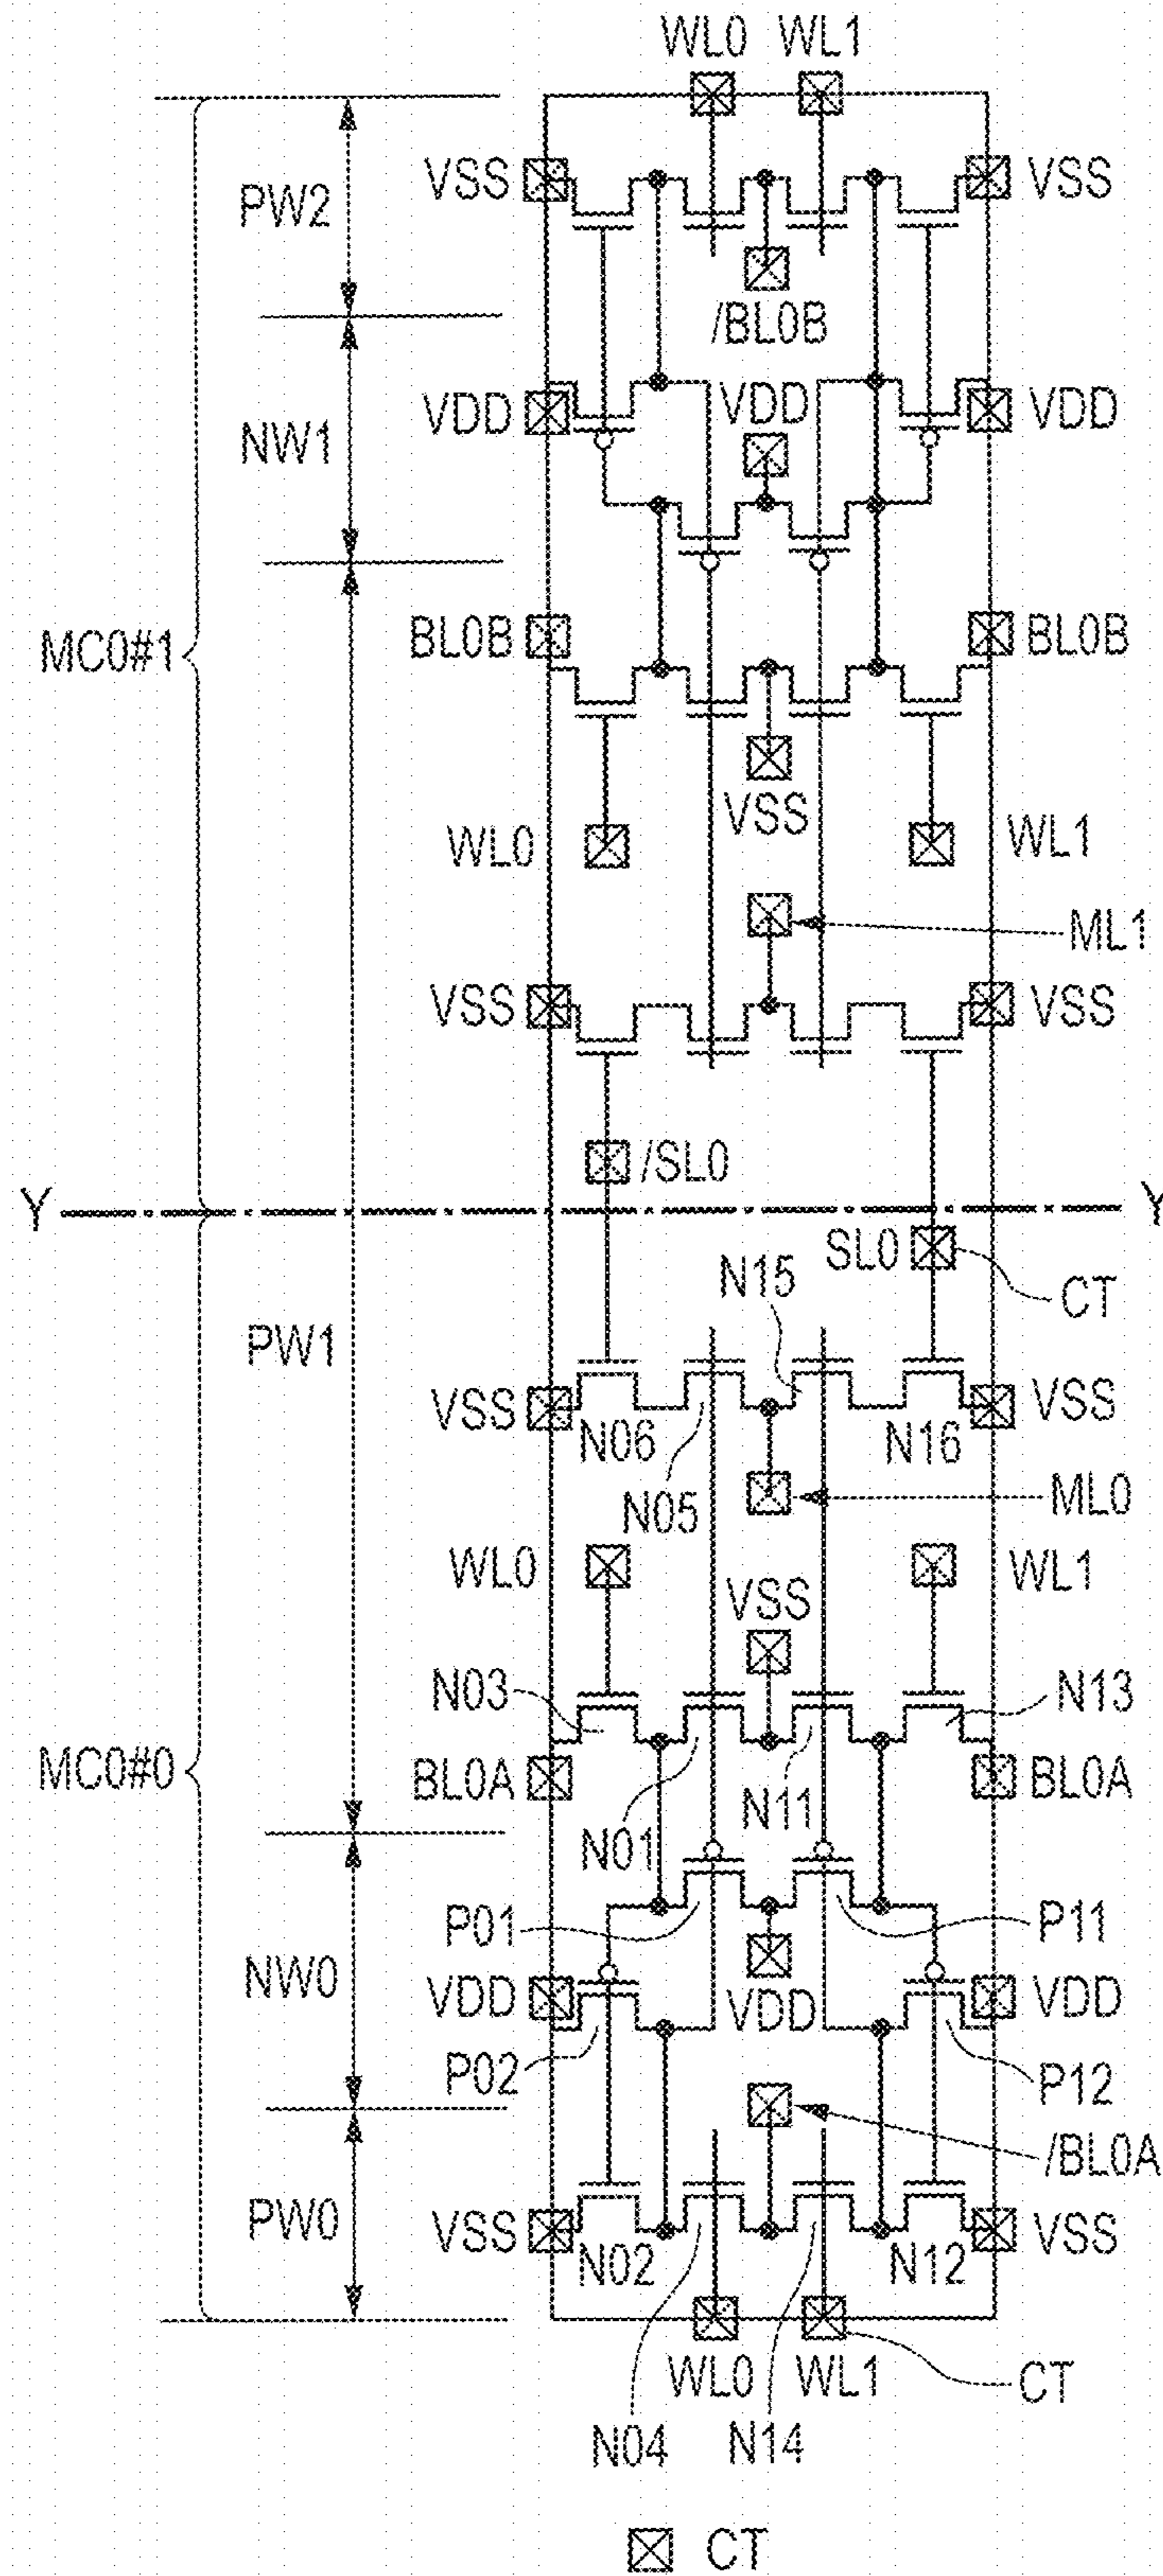 WL0 WL1
VSS VSS
PW2
/BL0B
VDD VDD VDD
NW1
MC0#1 BL0B BL0B
VSS
WL0 WL1
ML1
VSS VSS
/SL0
Y Y
SL0
N15 CT
PW1
VSS VSS
N06 N16
N05 ML0
WL0 WL1
VSS
N03 N13
MC0#0 BL0A BL0A
N01 N11
P01 P11
NW0 VDD VDD VDD
P02 P12
/BL0A
PW0 VSS VSS
N02 N12
WL0 WL1 CT
N04 N14
CT